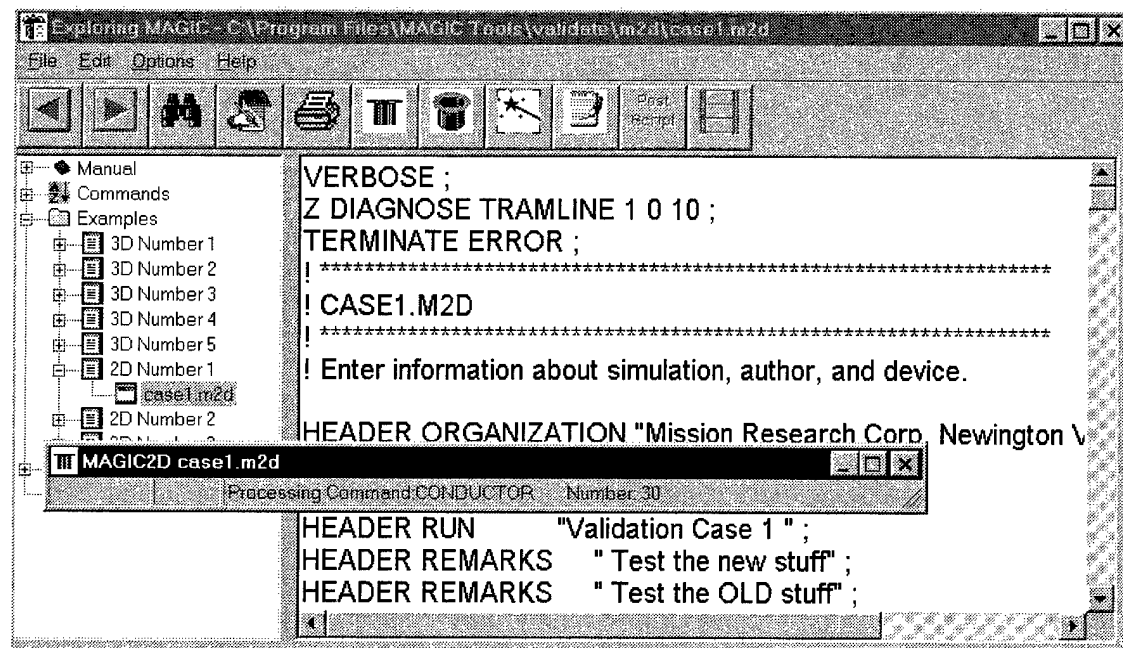 Exploring MAGIC - C:\Program Files\MAGIC Tools\validate\m2d\case1.m2d
File Edit Options Help
Post
Script
Manual
Commands
Examples
3D Number 1
3D Number 2
3D Number 3
3D Number 4
3D Number 5
2D Number 1
case1.m2d
2D Number 2
VERBOSE ;
Z DIAGNOSE TRAMLINE 1 0 10 ;
TERMINATE ERROR ;
! ******************************************************************
! CASE1.M2D
! ******************************************************************
! Enter information about simulation, author, and device.
HEADER ORGANIZATION "Mission Research Corp, Newington V
MAGIC2D case1.m2d
Processing Command:CONDUCTOR Number: 30
HEADER RUN "Validation Case 1 " ;
HEADER REMARKS " Test the new stuff" ;
HEADER REMARKS " Test the OLD stuff" ;